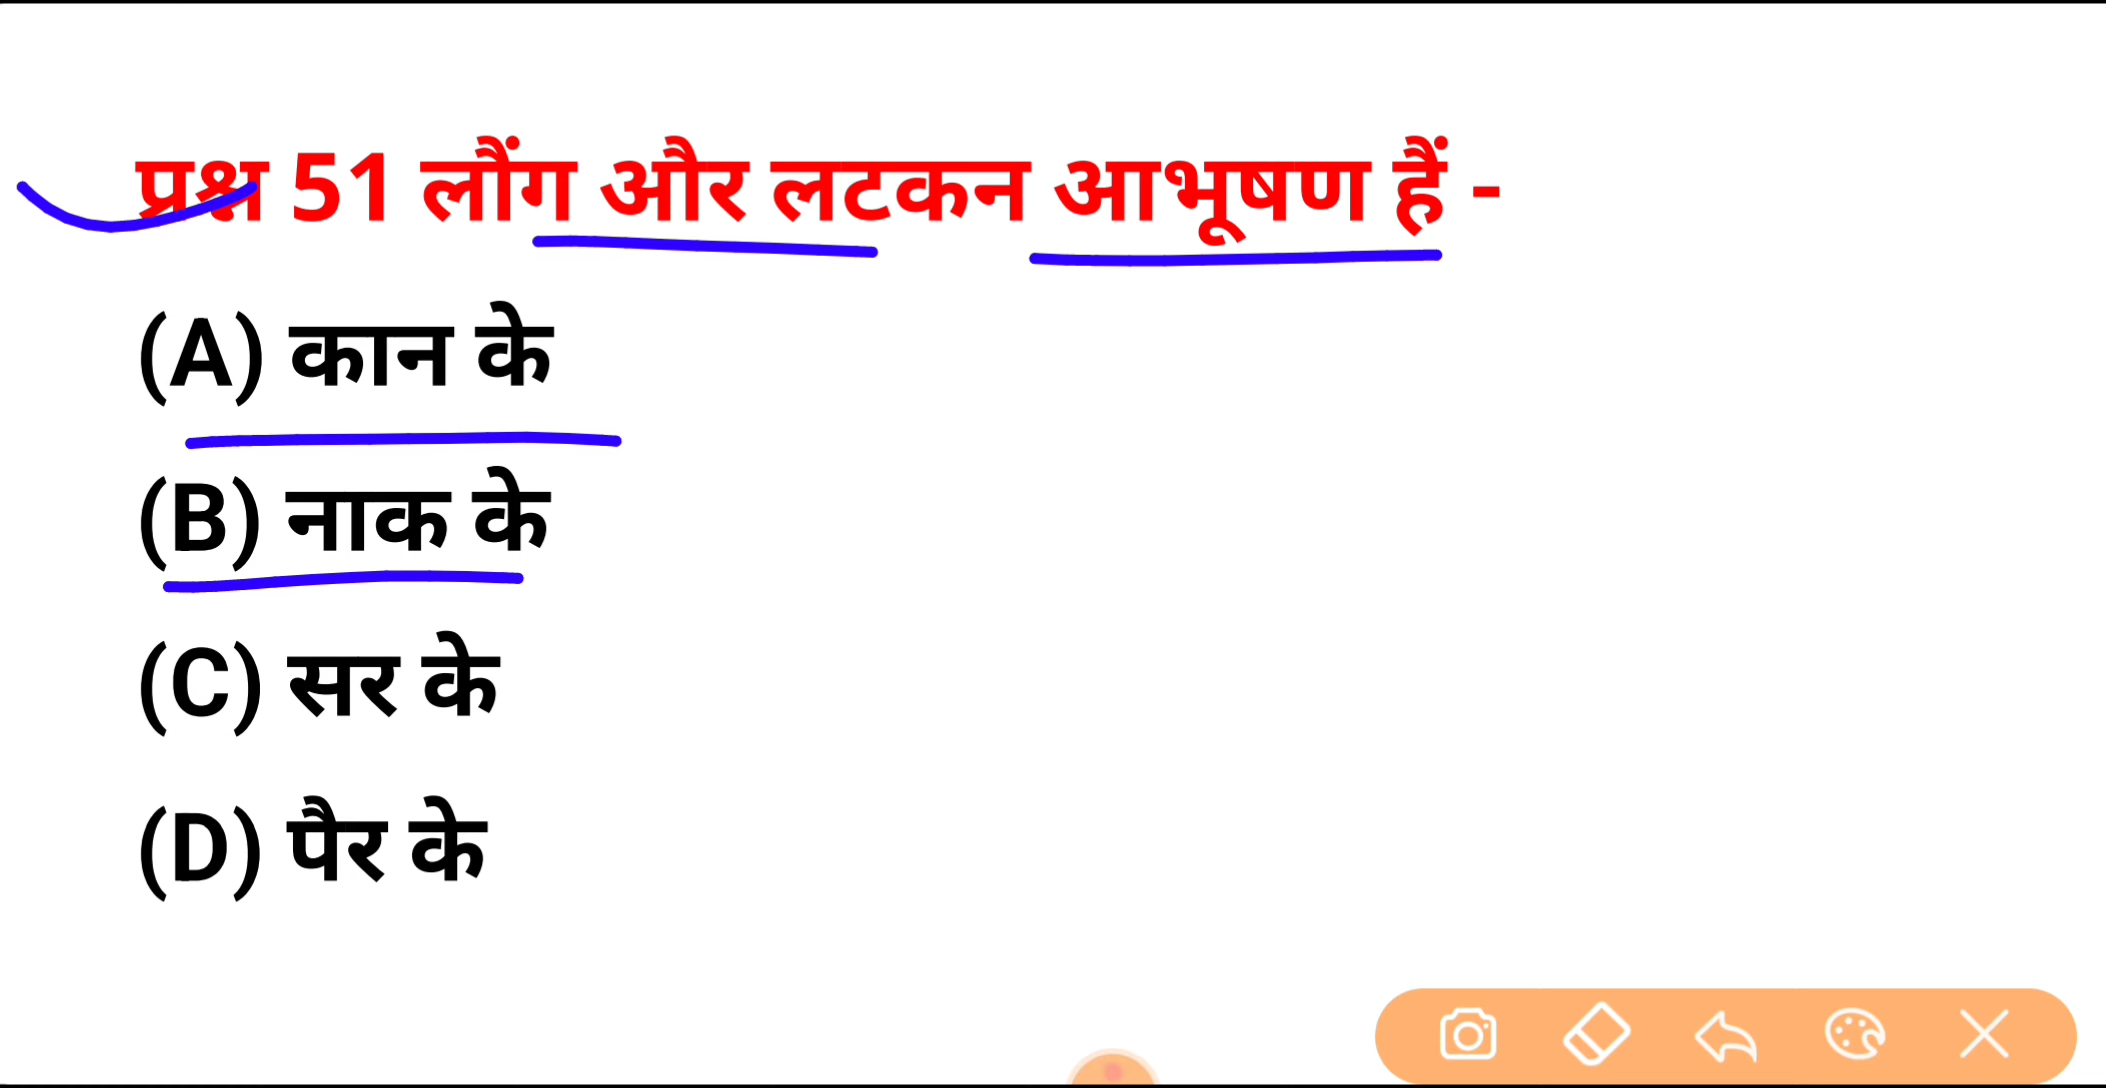 प्रश्न 51 लौंग और लटकन आभूषण हैं -
(A) कान के
(B) नाक के
(C) सर के
(D) पैर के